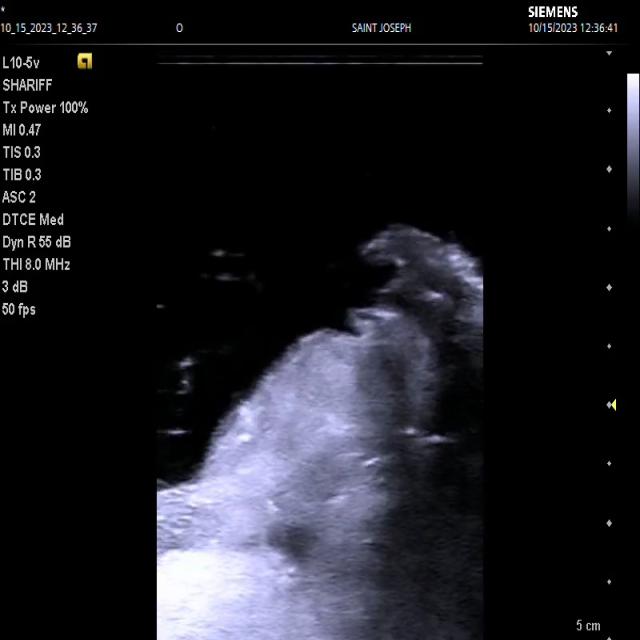 *
SIEMENS
10_15_2023_12_36_37 O SAINT JOSEPH 10/15/2023 12:36:41
L10-5v
SHARIFF
Tx Power 100%
MI 0.47
TIS 0.3
TIB 0.3
ASC 2
DTCE Med
Dyn R 55 dB
THI 8.0 MHz
3 dB
50 fps
5 cm